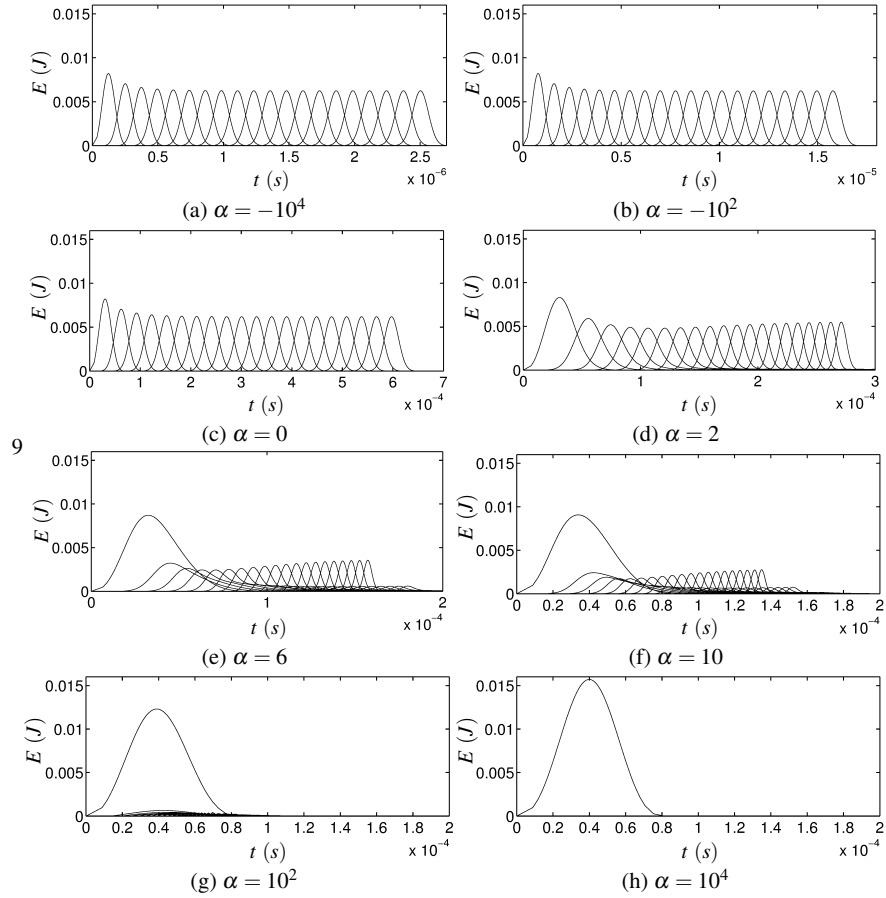 0.015
0.01
0.005
0
E (J)
0 0.5 1 1.5 2 2.5
t (s)
x 10⁻⁶
(a) α = −10⁴
0.015
0.01
0.005
0
E (J)
0 0.5 1 1.5
t (s)
x 10⁻⁵
(b) α = −10²
0.015
0.01
0.005
0
E (J)
0 1 2 3 4 5 6 7
t (s)
x 10⁻⁴
(c) α = 0
0.015
0.01
0.005
0
E (J)
0 1 2 3
t (s)
x 10⁻⁴
(d) α = 2
9
0.015
0.01
0.005
0
E (J)
0 1 2
t (s)
x 10⁻⁴
(e) α = 6
0.015
0.01
0.005
0
E (J)
0 0.2 0.4 0.6 0.8 1 1.2 1.4 1.6 1.8 2
t (s)
x 10⁻⁴
(f) α = 10
0.015
0.01
0.005
0
E (J)
0 0.2 0.4 0.6 0.8 1 1.2 1.4 1.6 1.8 2
t (s)
x 10⁻⁴
(g) α = 10²
0.015
0.01
0.005
0
E (J)
0 0.2 0.4 0.6 0.8 1 1.2 1.4 1.6 1.8 2
t (s)
x 10⁻⁴
(h) α = 10⁴